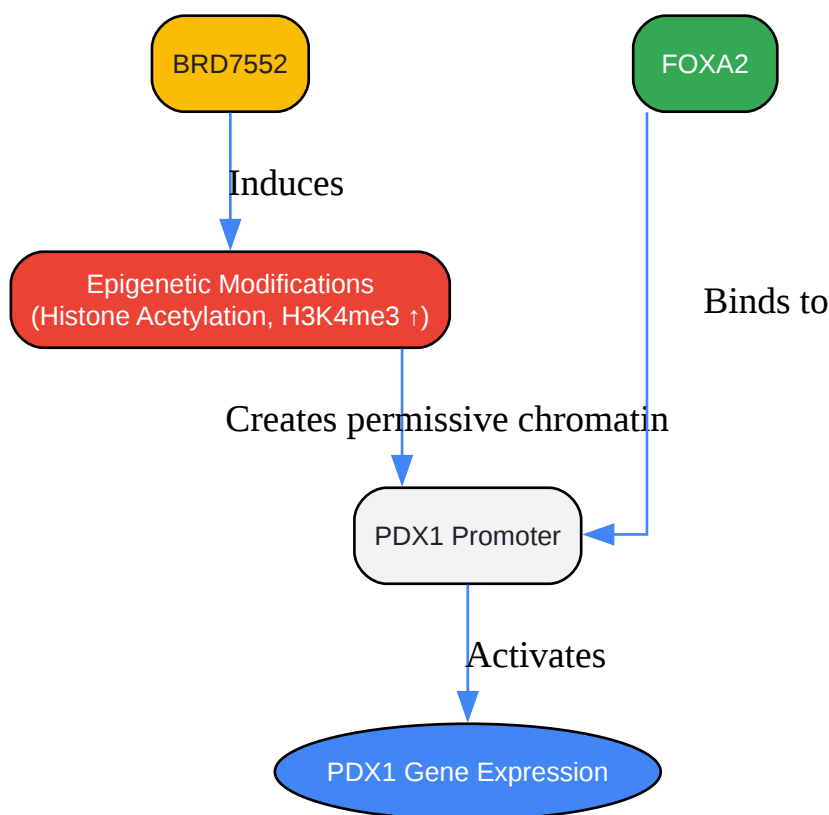 BRD7552
FOXA2
Induces
Epigenetic Modifications
(Histone Acetylation, H3K4me3 ↑)
Binds to
Creates permissive chromatin
PDX1 Promoter
Activates
PDX1 Gene Expression